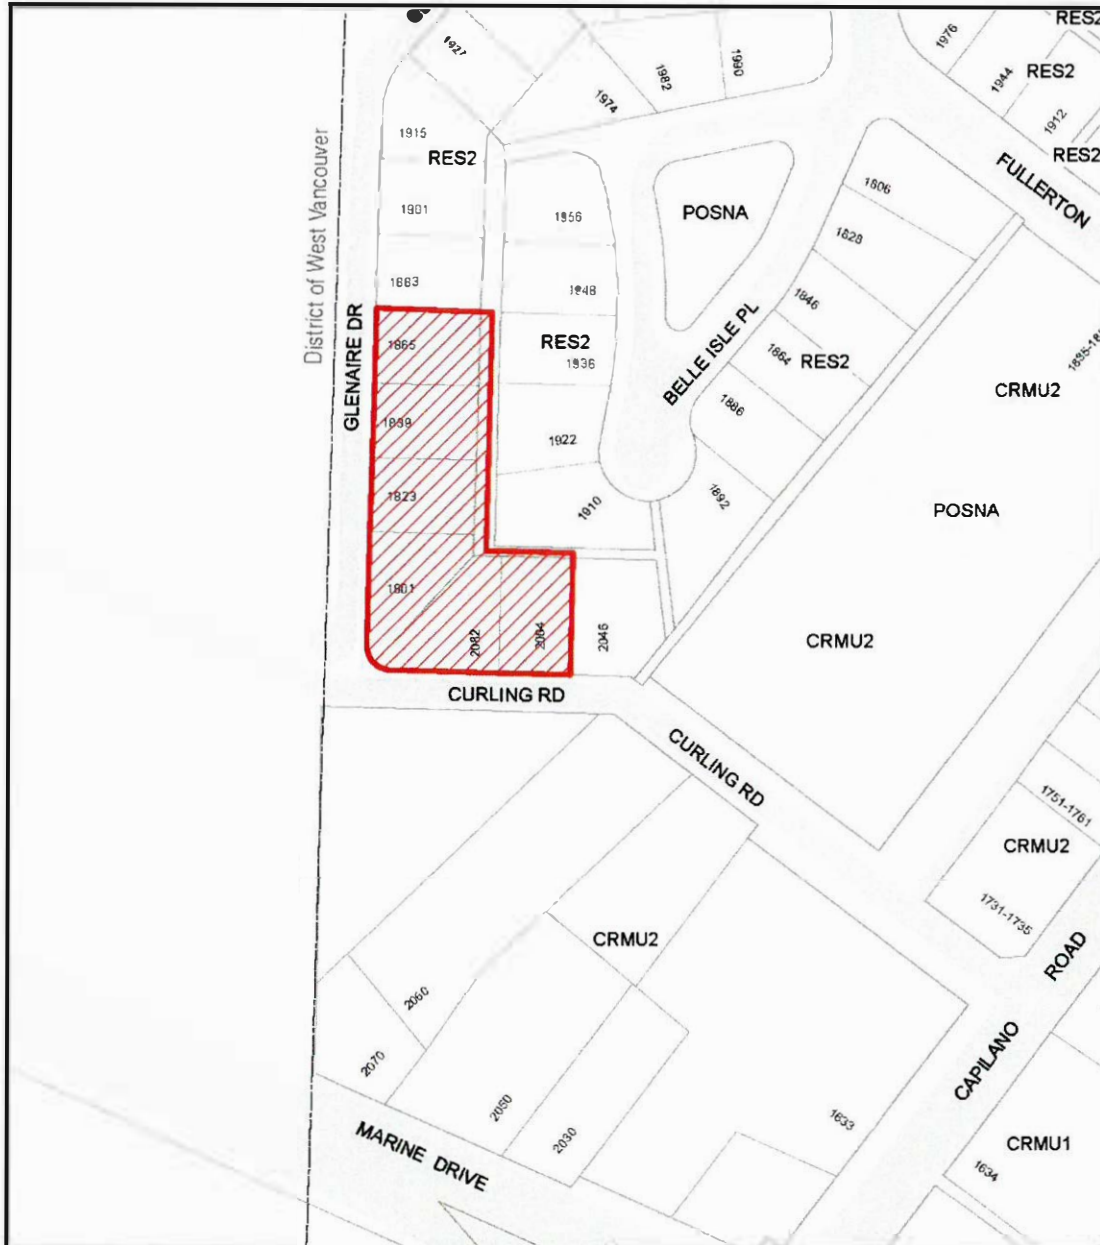 RES2
1976
1927
1982
1990
1944
RES2
1974
1912
1915
RES2
RES2
FULLERTON
District of West Vancouver
1806
1901
1956
POSNA
1828
1883
1948
1846
GLENAIRE DR
BELLE ISLE PL
1865
RES2
1936
1864
RES2
CRMU2
1886
1922
1823
1910
1892
POSNA
1801
2082
2064
2046
CRMU2
CURLING RD
CURLING RD
1751-1761
CRMU2
1731-1735
CRMU2
ROAD
2060
CAPILANO
2070
2050
2030
1633
MARINE DRIVE
CRMU1
1634